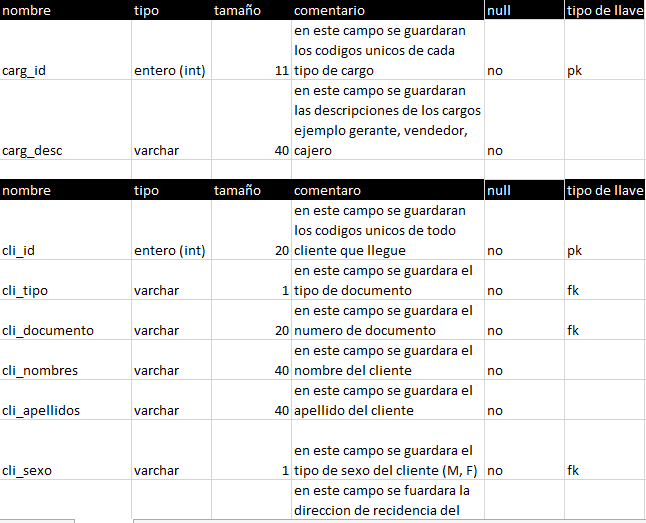 nombre tipo tamaño comentario null tipo de llave
en este campo se guardaran
los codigos unicos de cada
carg_id entero (int) 11 tipo de cargo no pk
en este campo se guardaran
las descripciones de los cargos
ejemplo gerante, vendedor,
carg_desc varchar 40 cajero no
nombre tipo tamaño comentaro null tipo de llave
en este campo se guardaran
los codigos unicos de todo
cli_id entero (int) 20 cliente que llegue no pk
en este campo se guardara el
cli_tipo varchar 1 tipo de documento no fk
en este campo se guardara el
cli_documento varchar 20 numero de documento no fk
en este campo se guardara el
cli_nombres varchar 40 nombre del cliente no
en este campo se guardara el
cli_apellidos varchar 40 apellido del cliente no
en este campo se guardara el
cli_sexo varchar 1 tipo de sexo del cliente (M, F) no fk
en este campo se fuardara la
direccion de recidencia del